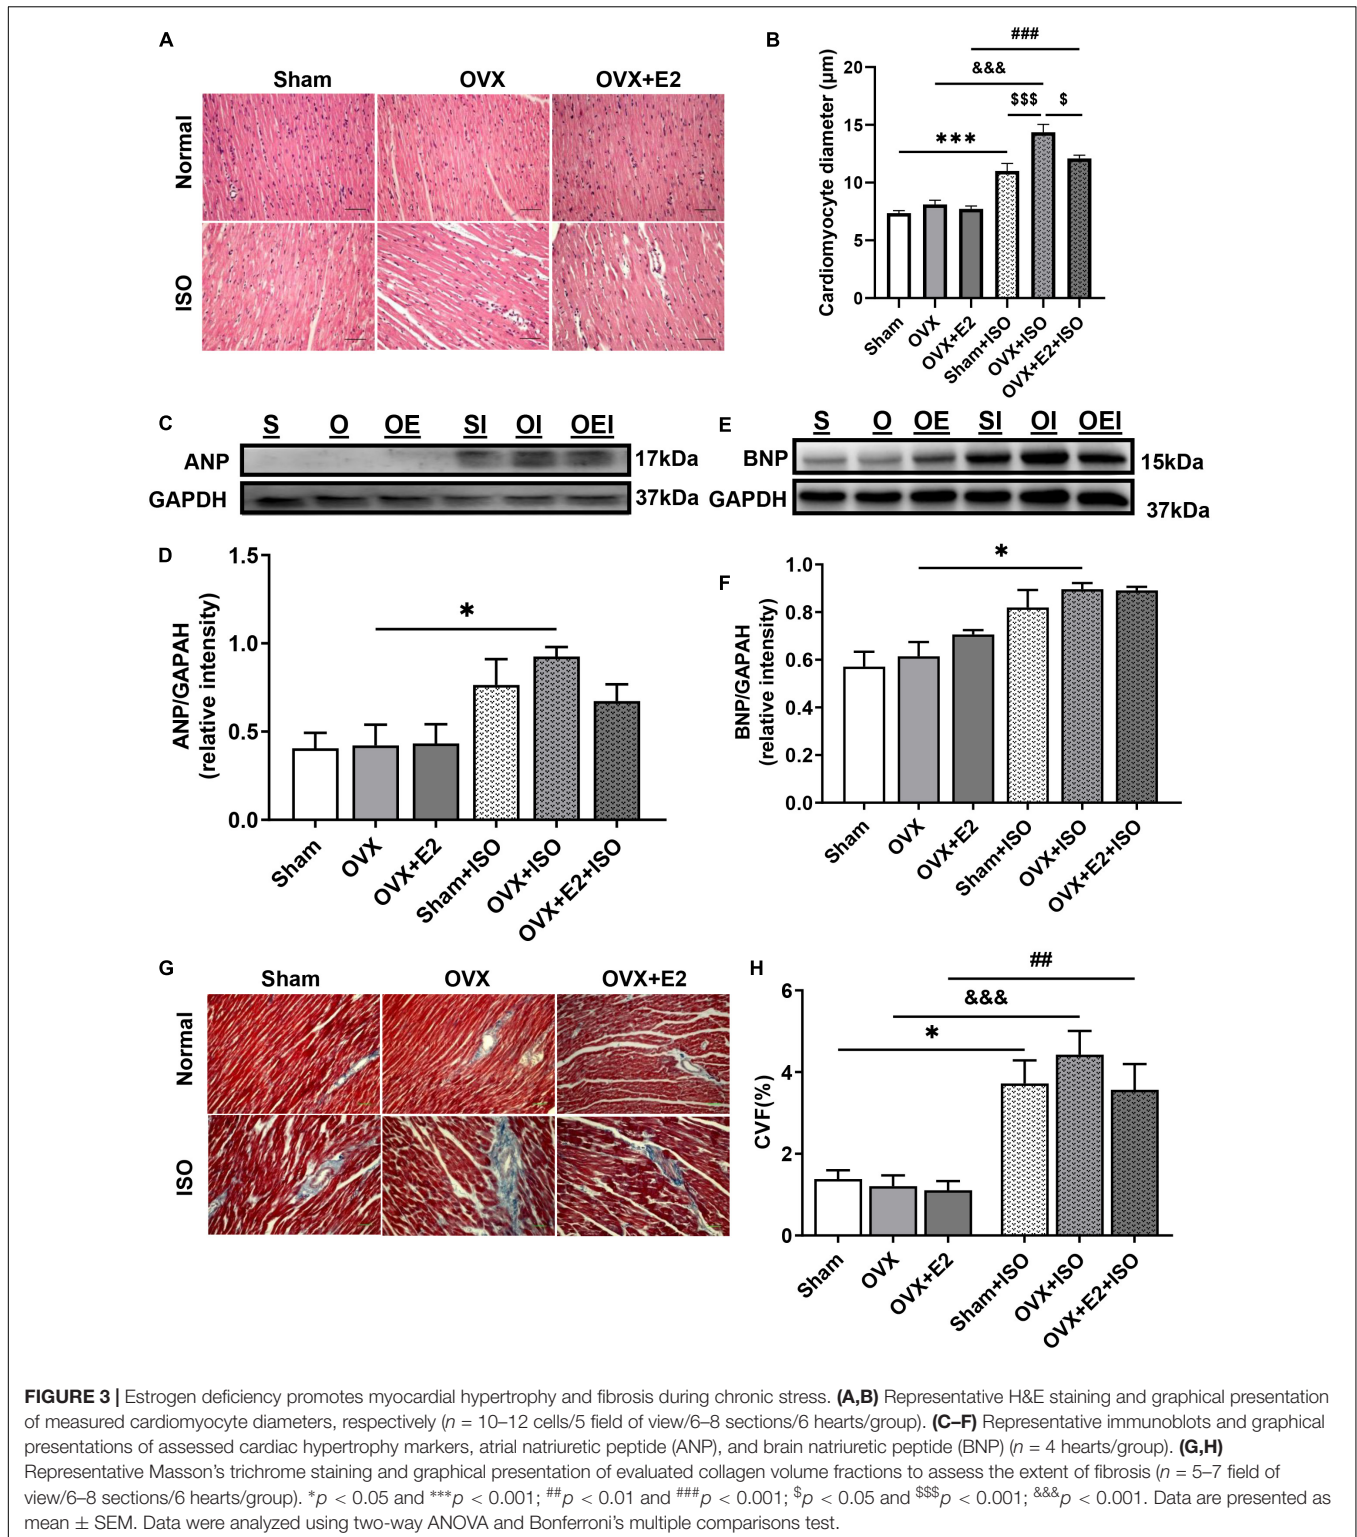 A
Sham OVX OVX+E2
Normal
ISO
B
Cardiomyocyte diameter (μm)
20
15
10
5
0
###
&&&
$$$ $
***
Sham
OVX
OVX+E2
Sham+ISO
OVX+ISO
OVX+E2+ISO
C
S O OE SI OI OEI
ANP 17kDa
GAPDH 37kDa
E
S O OE SI OI OEI
BNP 15kDa
GAPDH 37kDa
D
ANP/GAPAH
(relative intensity)
1.5
1.0
0.5
0.0
*
Sham
OVX
OVX+E2
Sham+ISO
OVX+ISO
OVX+E2+ISO
F
BNP/GAPAH
(relative intensity)
1.0
0.8
0.6
0.4
0.2
0.0
*
Sham
OVX
OVX+E2
Sham+ISO
OVX+ISO
OVX+E2+ISO
G
Sham OVX OVX+E2
Normal
ISO
H
CVF(%)
6
4
2
0
##
&&&
*
Sham
OVX
OVX+E2
Sham+ISO
OVX+ISO
OVX+E2+ISO
FIGURE 3 | Estrogen deficiency promotes myocardial hypertrophy and fibrosis during chronic stress. (A,B) Representative H&E staining and graphical presentation
of measured cardiomyocyte diameters, respectively (n = 10–12 cells/5 field of view/6–8 sections/6 hearts/group). (C–F) Representative immunoblots and graphical
presentations of assessed cardiac hypertrophy markers, atrial natriuretic peptide (ANP), and brain natriuretic peptide (BNP) (n = 4 hearts/group). (G,H)
Representative Masson's trichrome staining and graphical presentation of evaluated collagen volume fractions to assess the extent of fibrosis (n = 5–7 field of
view/6–8 sections/6 hearts/group). *p < 0.05 and ***p < 0.001; ##p < 0.01 and ###p < 0.001; $p < 0.05 and $$$p < 0.001; &&&p < 0.001. Data are presented as
mean ± SEM. Data were analyzed using two-way ANOVA and Bonferroni's multiple comparisons test.